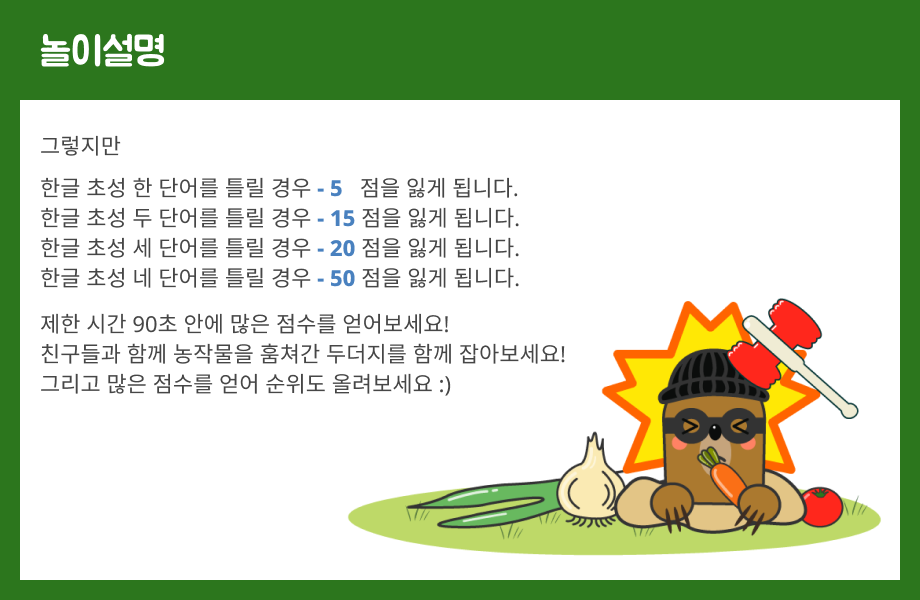 놀이설명
그렇지만
한글 초성 한 단어를 틀릴 경우 - 5 점을 잃게 됩니다.
한글 초성 두 단어를 틀릴 경우 - 15 점을 잃게 됩니다.
한글 초성 세 단어를 틀릴 경우 - 20 점을 잃게 됩니다.
한글 초성 네 단어를 틀릴 경우 - 50 점을 잃게 됩니다.
제한 시간 90초 안에 많은 점수를 얻어보세요!
친구들과 함께 농작물을 훔쳐간 두더지를 함께 잡아보세요!
그리고 많은 점수를 얻어 순위도 올려보세요 :)